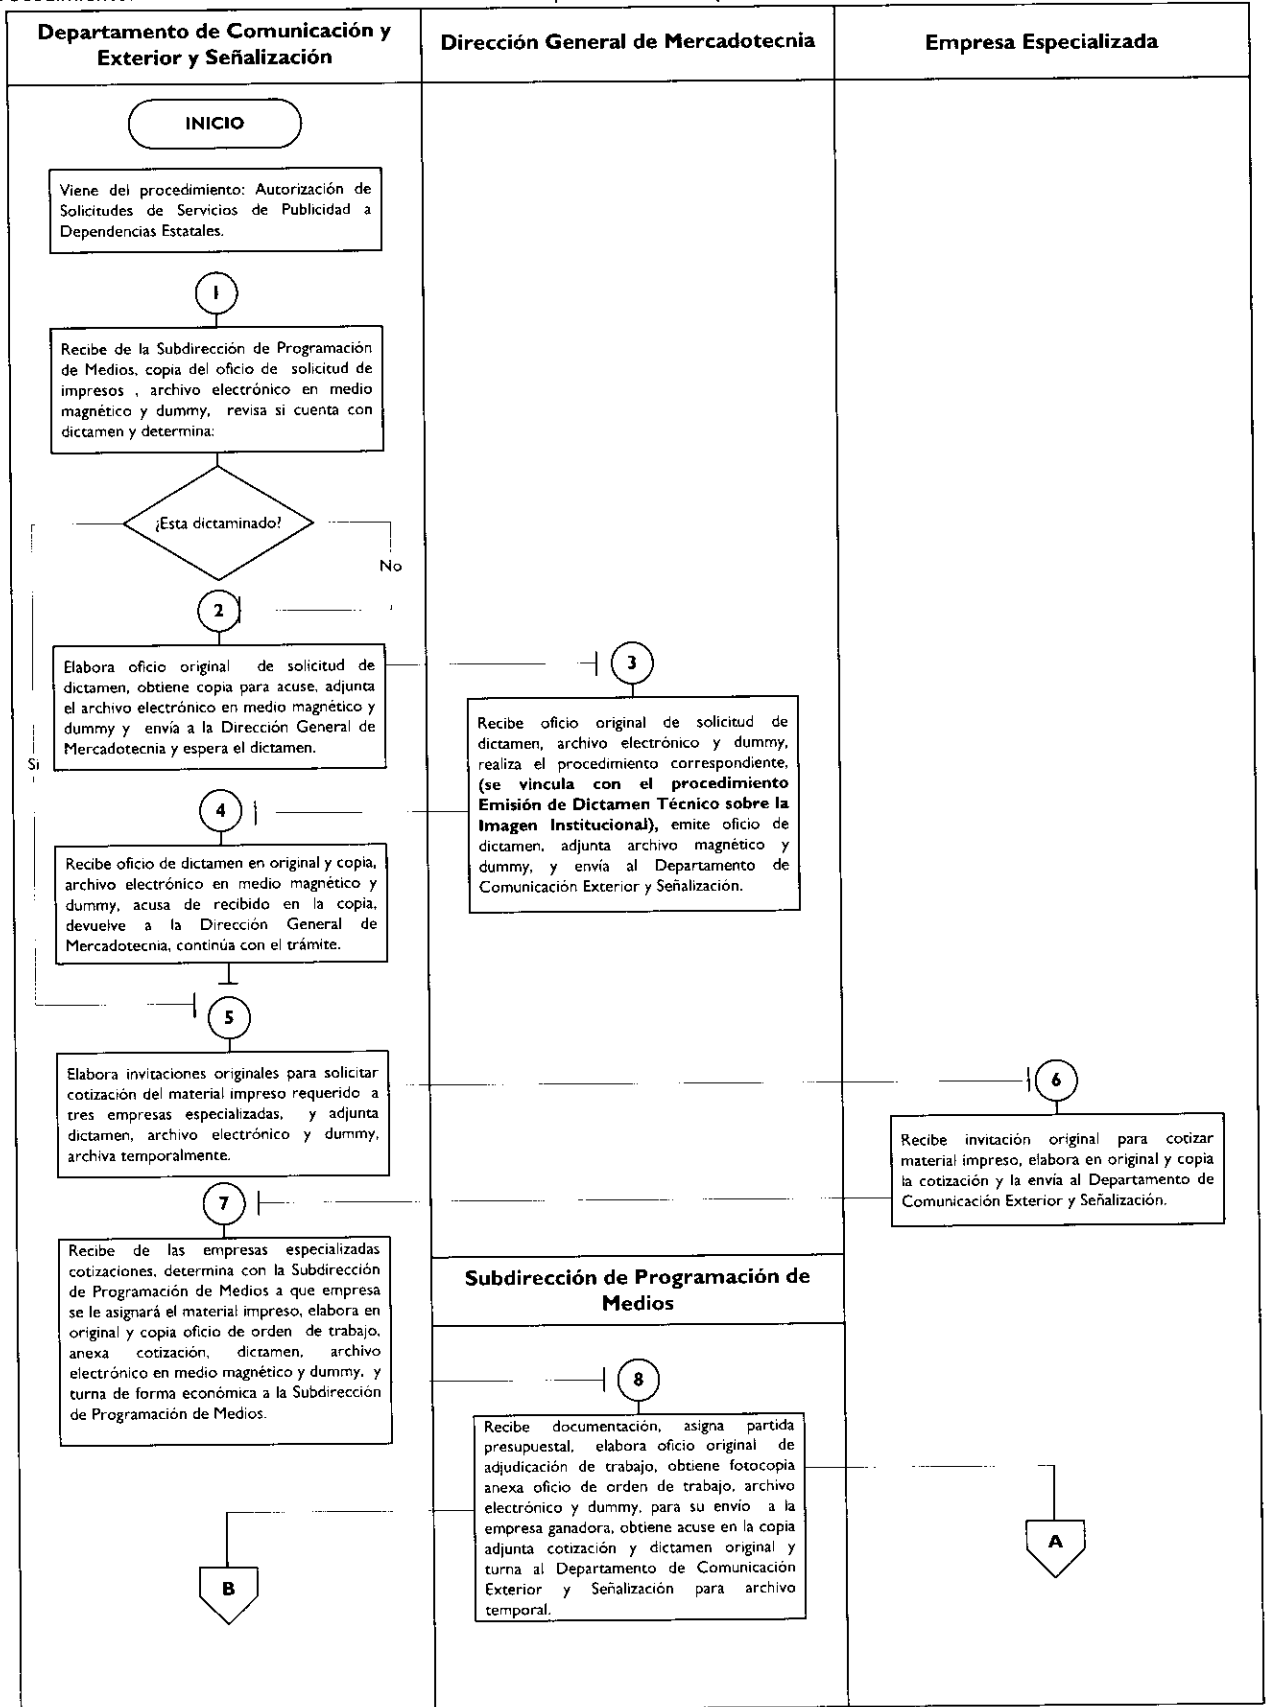 Departamento de Comunicación y
Exterior y Señalización
Dirección General de Mercadotecnia
Empresa Especializada
INICIO
Viene del procedimiento: Autorización de
Solicitudes de Servicios de Publicidad a
Dependencias Estatales.
1
Recibe de la Subdirección de Programación
de Medios, copia del oficio de solicitud de
impresos , archivo electrónico en medio
magnético y dummy, revisa si cuenta con
dictamen y determina:
¿Esta dictaminado?
No
Si
2
Elabora oficio original de solicitud de
dictamen, obtiene copia para acuse, adjunta
el archivo electrónico en medio magnético y
dummy y envía a la Dirección General de
Mercadotecnia y espera el dictamen.
3
Recibe oficio original de solicitud de
dictamen, archivo electrónico y dummy,
realiza el procedimiento correspondiente,
(se vincula con el procedimiento
Emisión de Dictamen Técnico sobre la
Imagen Institucional), emite oficio de
dictamen, adjunta archivo magnético y
dummy, y envía al Departamento de
Comunicación Exterior y Señalización.
4
Recibe oficio de dictamen en original y copia,
archivo electrónico en medio magnético y
dummy, acusa de recibido en la copia,
devuelve a la Dirección General de
Mercadotecnia, continúa con el trámite.
5
Elabora invitaciones originales para solicitar
cotización del material impreso requerido a
tres empresas especializadas, y adjunta
dictamen, archivo electrónico y dummy,
archiva temporalmente.
6
Recibe invitación original para cotizar
material impreso, elabora en original y copia
la cotización y la envía al Departamento de
Comunicación Exterior y Señalización.
7
Recibe de las empresas especializadas
cotizaciones, determina con la Subdirección
de Programación de Medios a que empresa
se le asignará el material impreso, elabora en
original y copia oficio de orden de trabajo,
anexa cotización, dictamen, archivo
electrónico en medio magnético y dummy, y
turna de forma económica a la Subdirección
de Programación de Medios.
Subdirección de Programación de
Medios
8
Recibe documentación, asigna partida
presupuestal, elabora oficio original de
adjudicación de trabajo, obtiene fotocopia
anexa oficio de orden de trabajo, archivo
electrónico y dummy, para su envío a la
empresa ganadora, obtiene acuse en la copia
adjunta cotización y dictamen original y
turna al Departamento de Comunicación
Exterior y Señalización para archivo
temporal.
A
B